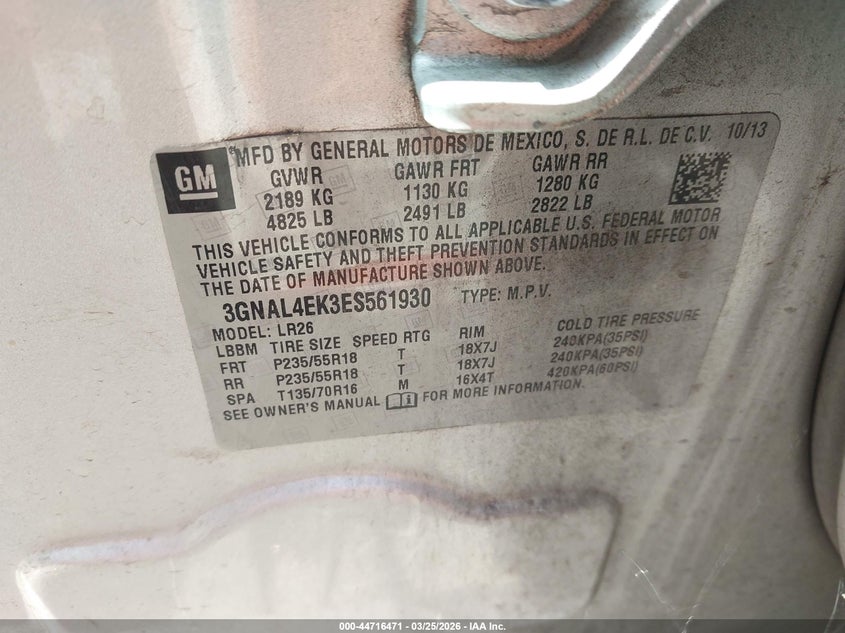 GM
MFD BY GENERAL MOTORS DE MEXICO, S. DE R.L. DE C.V. 10/13
GVWR GAWR FRT GAWR RR
2189 KG 1130 KG 1280 KG
4825 LB 2491 LB 2822 LB
THIS VEHICLE CONFORMS TO ALL APPLICABLE U.S. FEDERAL MOTOR
VEHICLE SAFETY AND THEFT PREVENTION STANDARDS IN EFFECT ON
THE DATE OF MANUFACTURE SHOWN ABOVE.
3GNAL4EK3ES561930 TYPE: M.P.V.
MODEL: LR26
LBBM TIRE SIZE SPEED RTG RIM COLD TIRE PRESSURE
FRT P235/55R18 T 18X7J 240KPA(35PSI)
RR P235/55R18 T 18X7J 240KPA(35PSI)
SPA T135/70R16 M 16X4T 420KPA(60PSI)
SEE OWNER'S MANUAL FOR MORE INFORMATION.
000-44716471 - 03/25/2026 - IAA Inc.